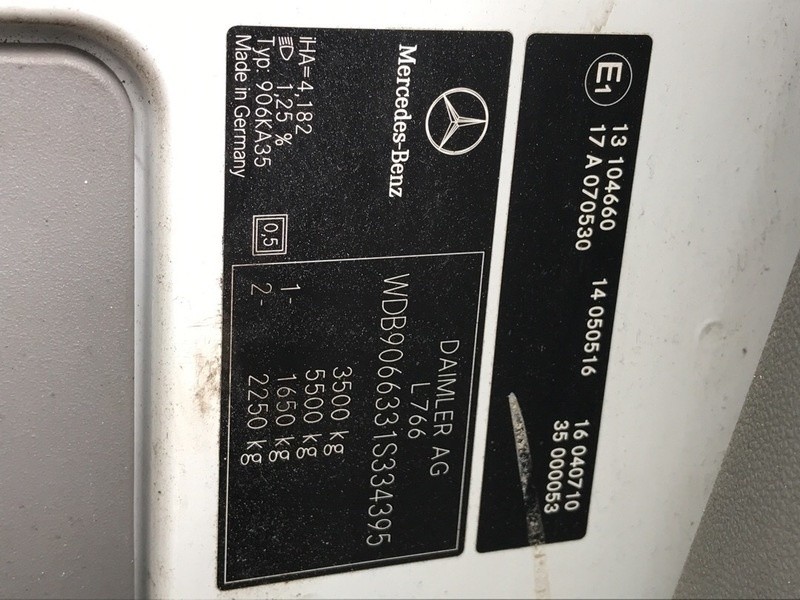 E1
13 104660 14 050516 16 040710
17 A 070530 35 000053
Mercedes-Benz
DAIMLER AG
L766
WDB9066331S334395
3500 kg
5500 kg
1- 1650 kg
2- 2250 kg
iHA=4,182
1,25 %
Typ: 906KA35
Made in Germany
0,5